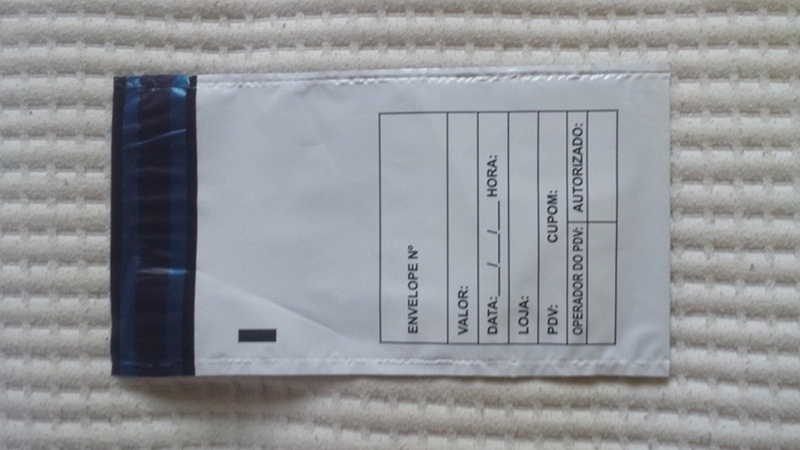 ENVELOPE Nº
VALOR:
DATA:___/___/___ HORA:
LOJA:
PDV: CUPOM:
OPERADOR DO PDV: AUTORIZADO: